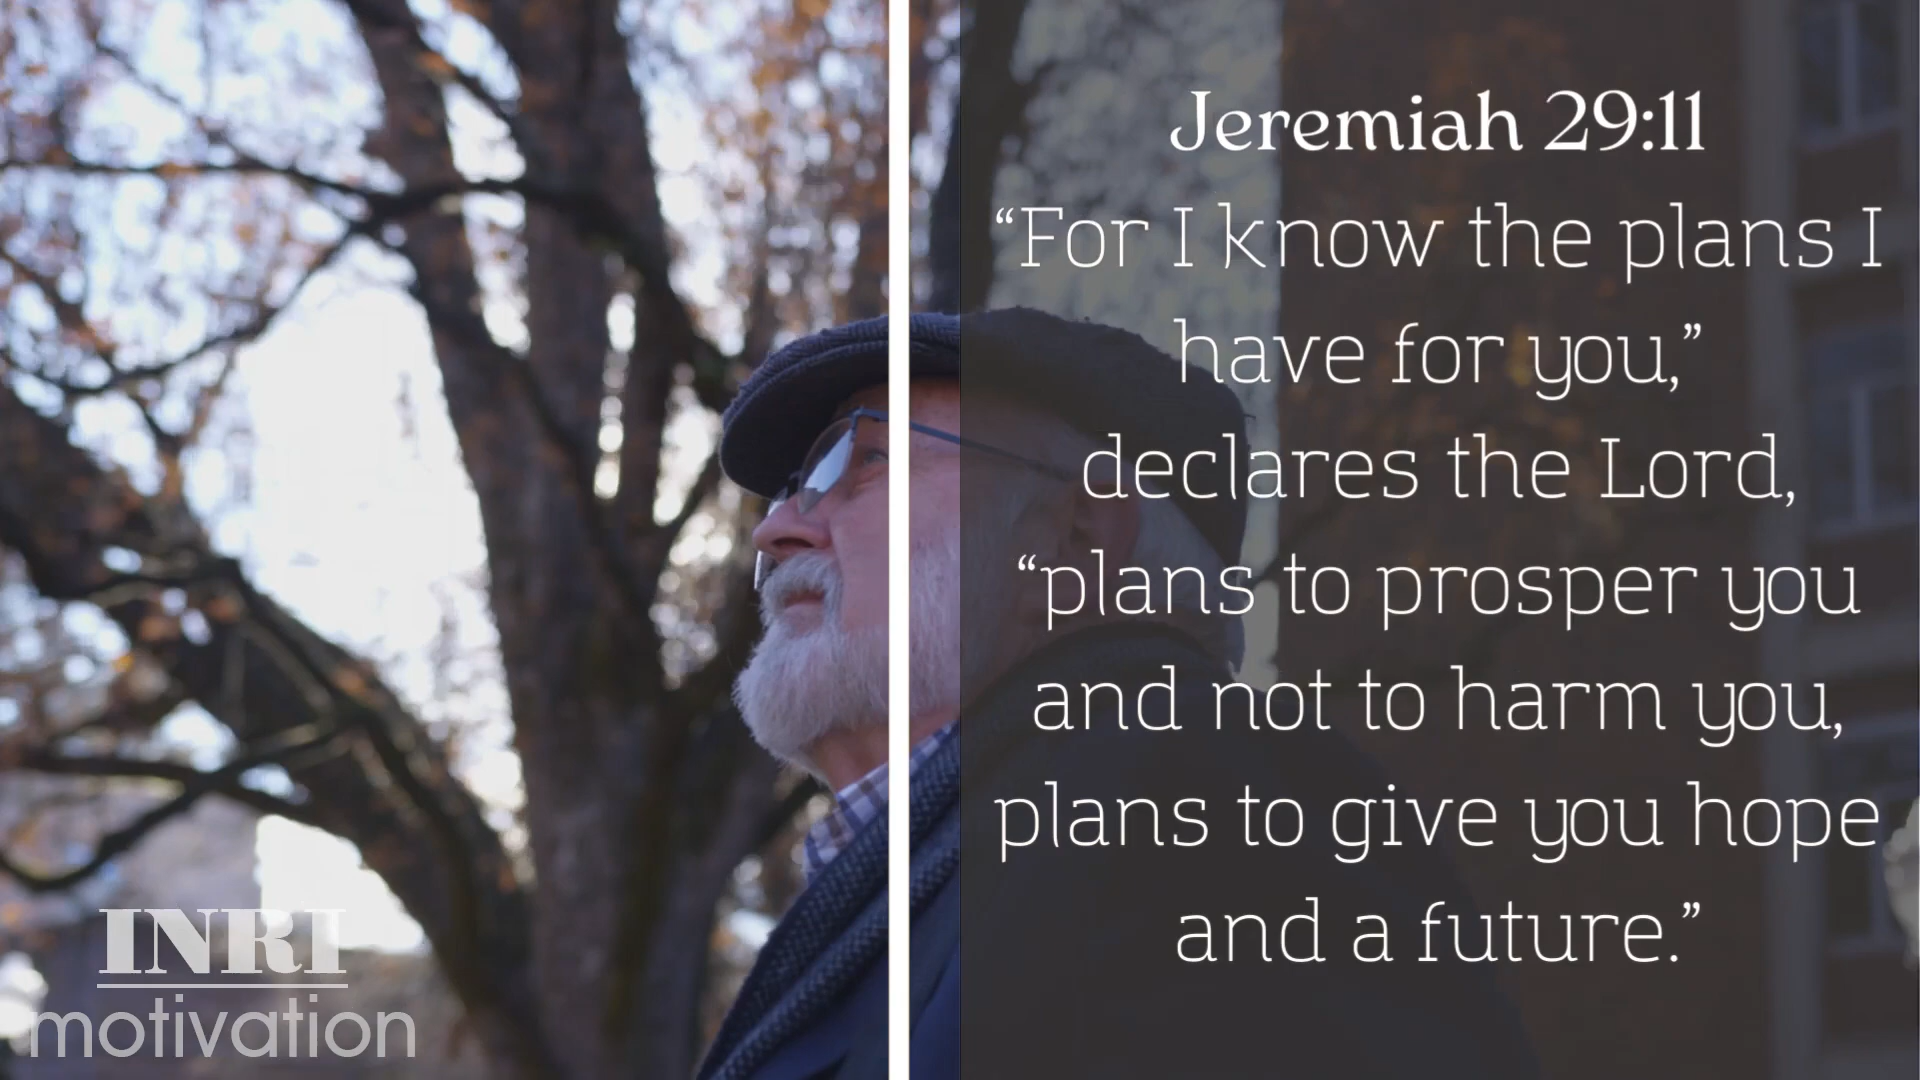 Jeremiah 29:11
“For I know the plans I
have for you,”
declares the Lord,
“plans to prosper you
and not to harm you,
plans to give you hope
and a future.”
INRI
motivation